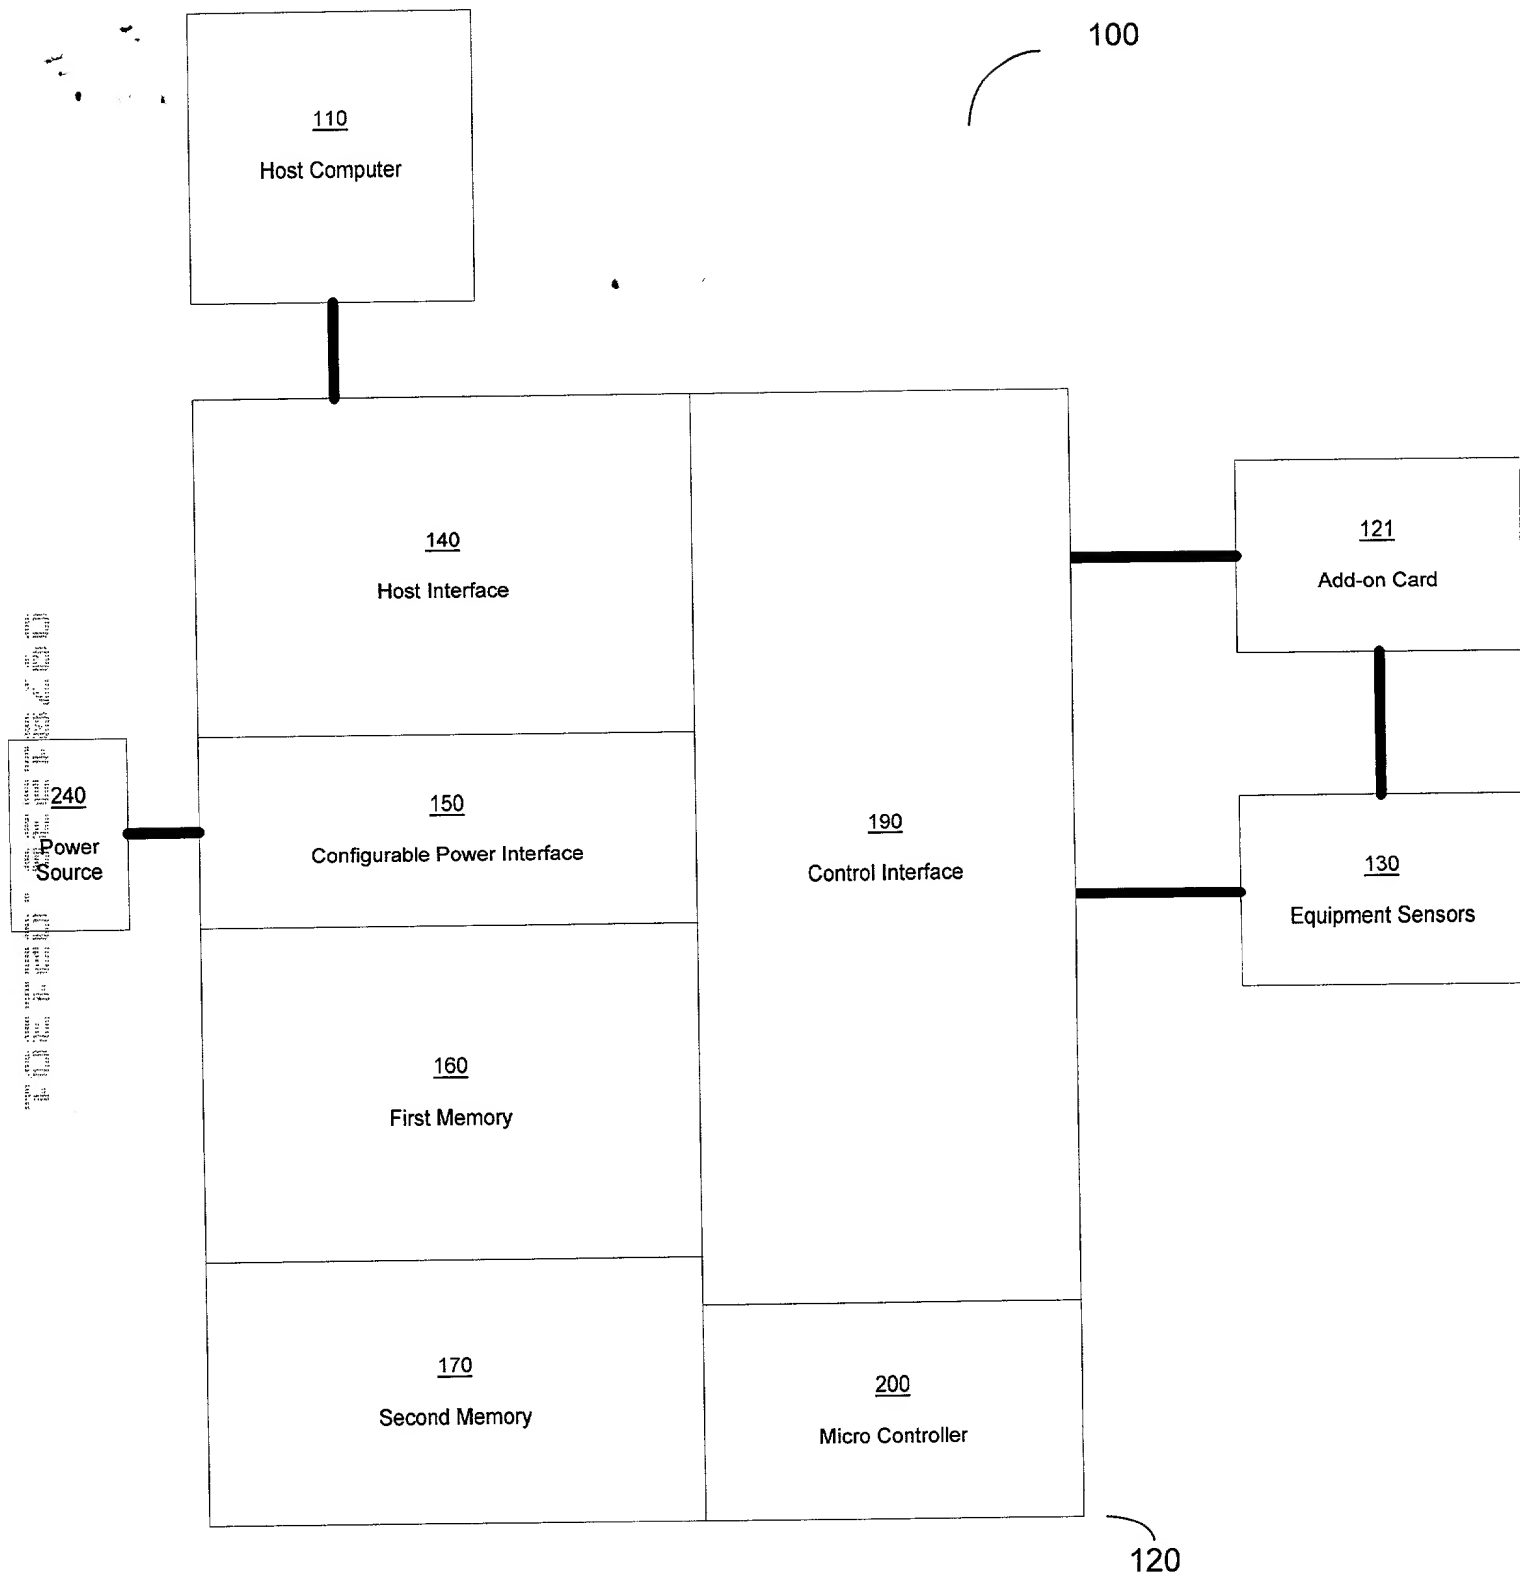 100
110
Host Computer
140
Host Interface
121
Add-on Card
240
Power
Source
150
Configurable Power Interface
190
Control Interface
130
Equipment Sensors
160
First Memory
170
Second Memory
200
Micro Controller
120